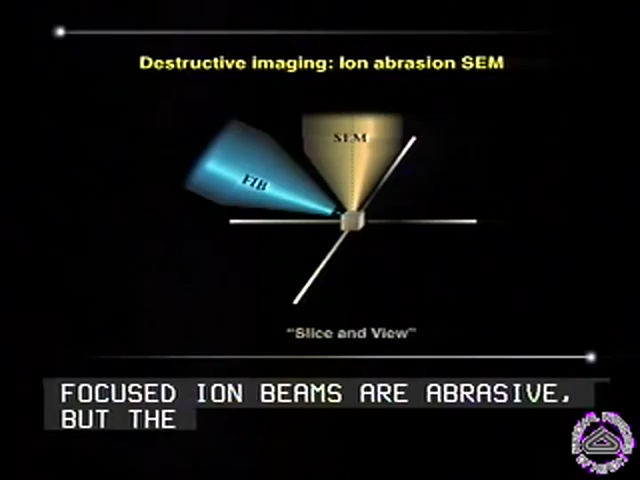 Destructive imaging: Ion abrasion SEM
SEM
FIB
"Slice and View"
FOCUSED ION BEAMS ARE ABRASIVE,
BUT THE